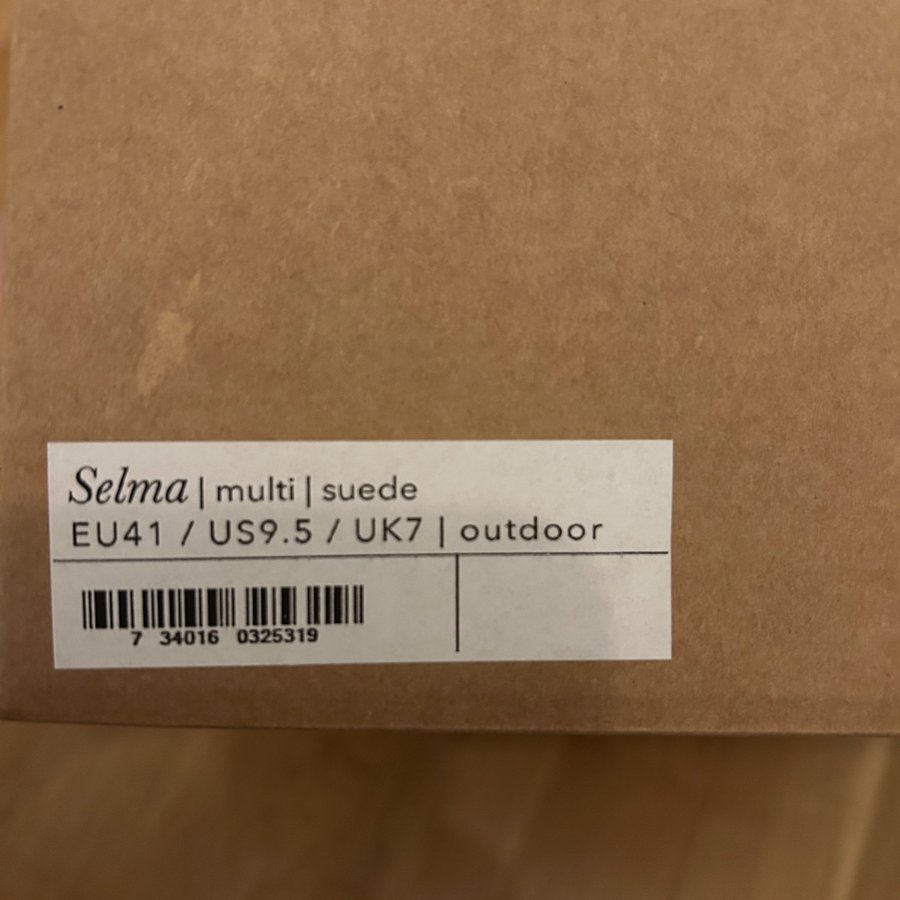 Selma | multi | suede
EU41 / US9.5 / UK7 | outdoor
7 34016 0325319